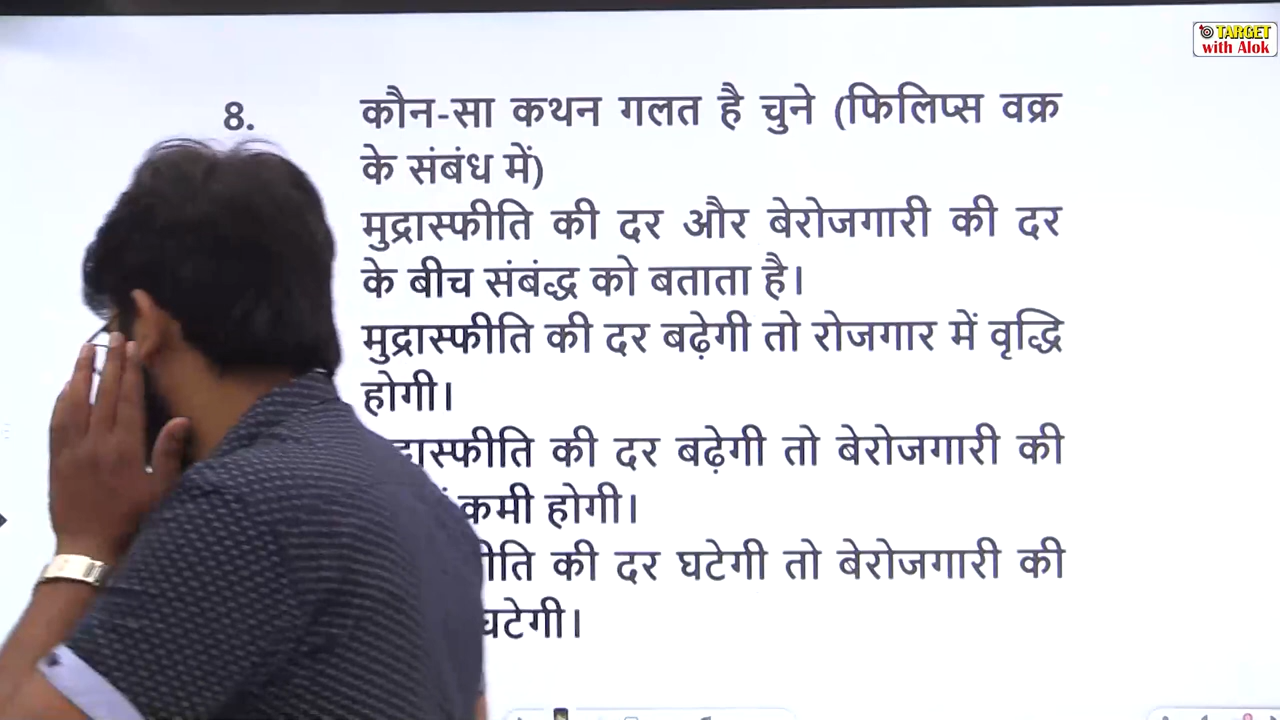 TARGET
with Alok
8. कौन-सा कथन गलत है चुने (फिलिप्स वक्र
के संबंध में)
मुद्रास्फीति की दर और बेरोजगारी की दर
के बीच संबंद्ध को बताता है।
मुद्रास्फीति की दर बढ़ेगी तो रोजगार में वृद्धि
होगी।
की दर बढ़ेगी तो बेरोजगारी की
कमी होगी।
की दर घटेगी तो बेरोजगारी की
घटेगी।